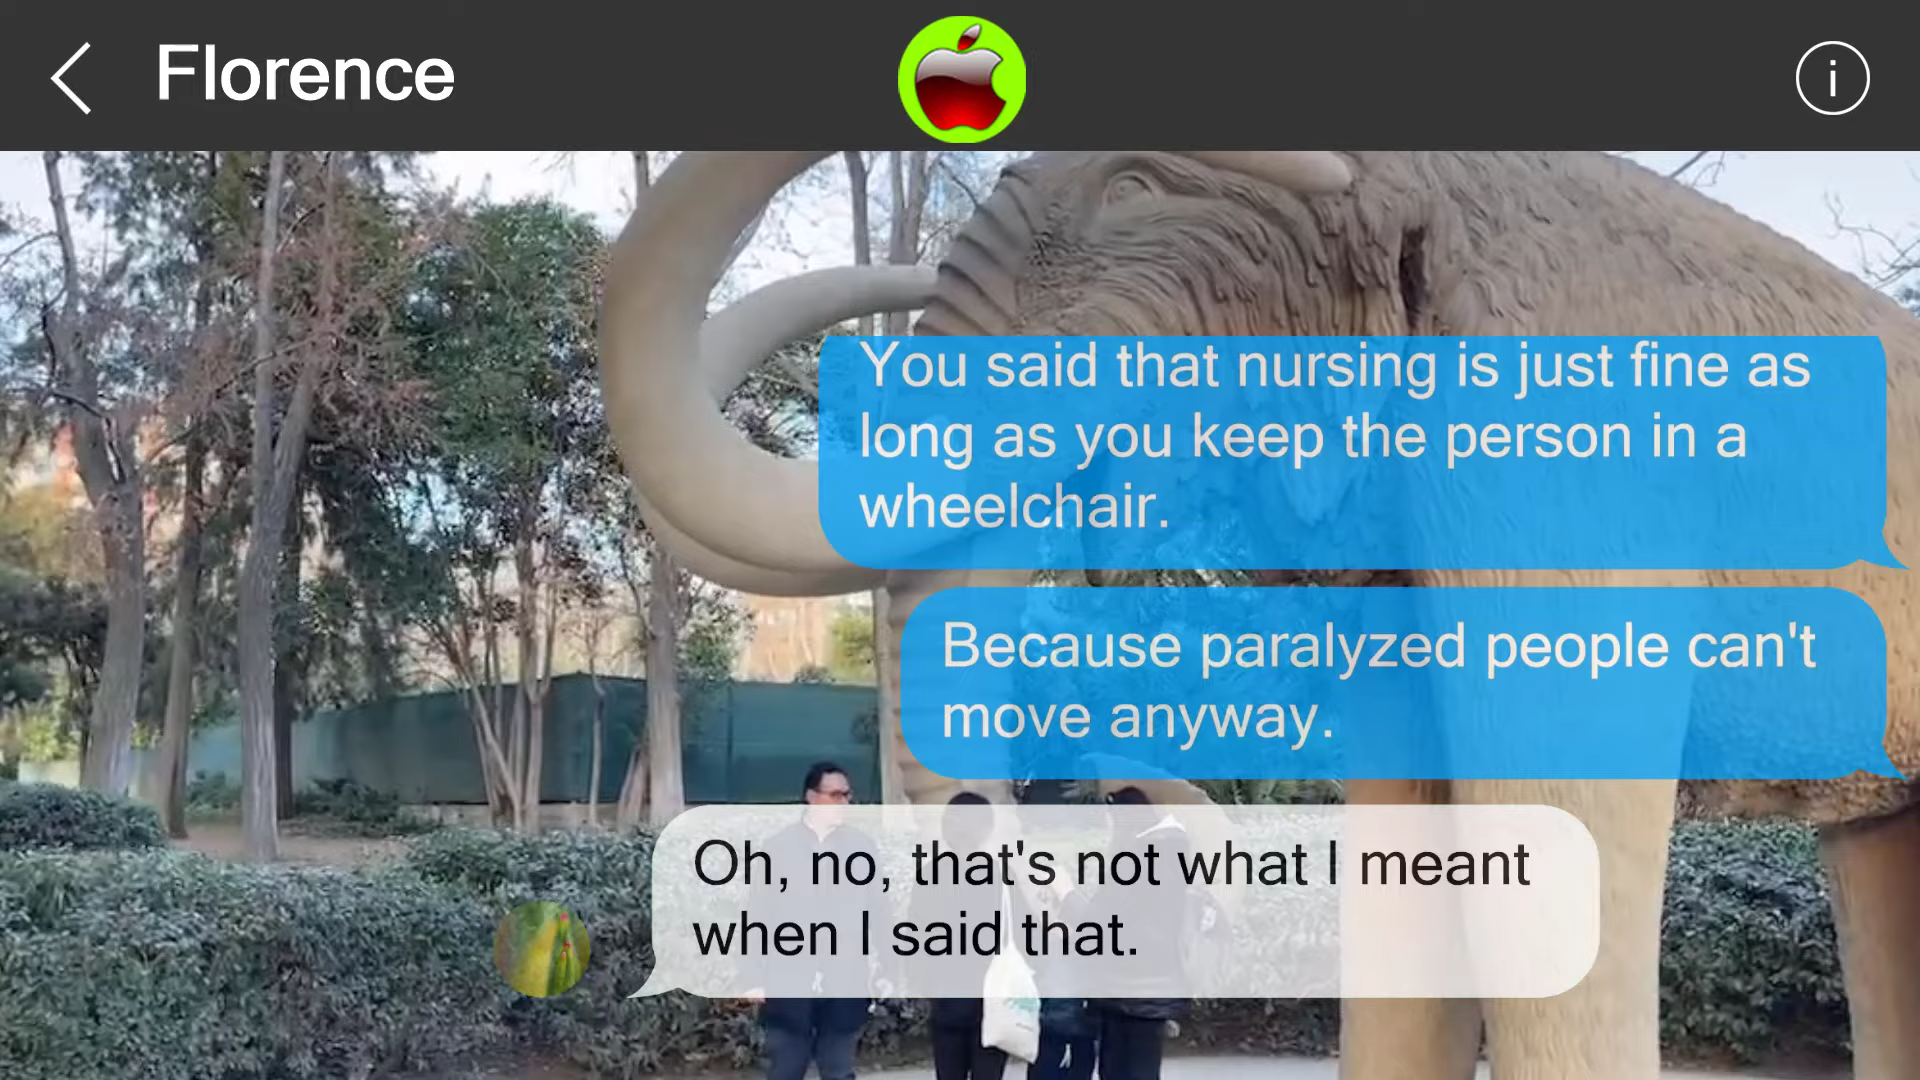 Florence
You said that nursing is just fine as
long as you keep the person in a
wheelchair.
Because paralyzed people can't
move anyway.
Oh, no, that's not what I meant
when I said that.